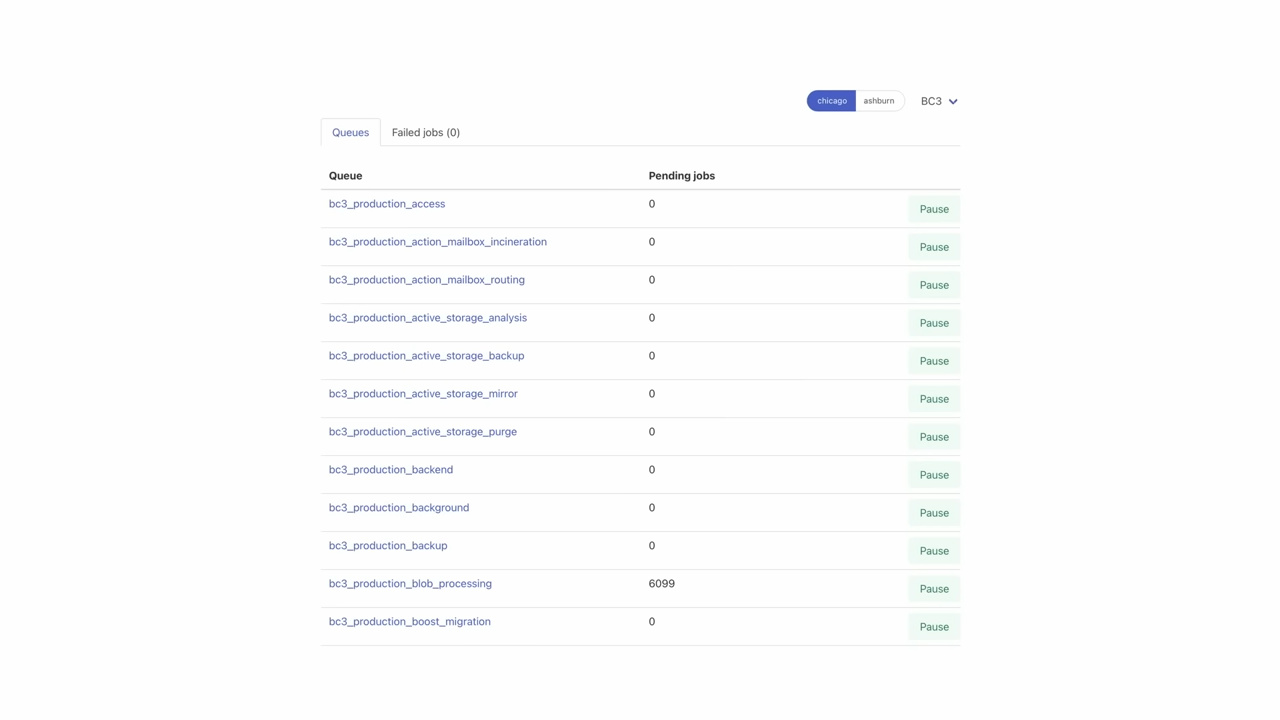 chicago ashburn BC3
Queues Failed jobs (0)
Queue Pending jobs
bc3_production_access 0 Pause
bc3_production_action_mailbox_incineration 0 Pause
bc3_production_action_mailbox_routing 0 Pause
bc3_production_active_storage_analysis 0 Pause
bc3_production_active_storage_backup 0 Pause
bc3_production_active_storage_mirror 0 Pause
bc3_production_active_storage_purge 0 Pause
bc3_production_backend 0 Pause
bc3_production_background 0 Pause
bc3_production_backup 0 Pause
bc3_production_blob_processing 6099 Pause
bc3_production_boost_migration 0 Pause